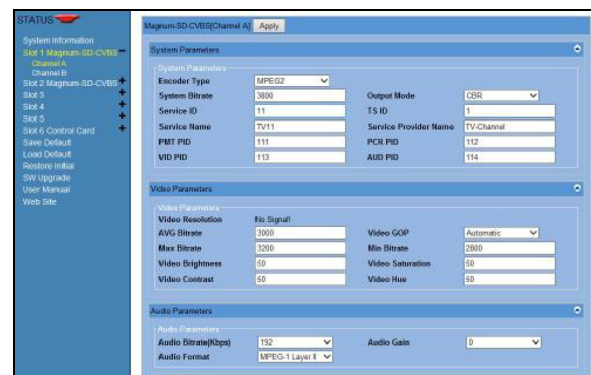 STATUS
System Information
Slot 1 Magnum-SD-CVBS
Channel A
Channel B
Slot 2 Magnum-SD-CVBS
Slot 3
Slot 4
Slot 5
Slot 6 Control Card
Save Default
Load Default
Restore Initial
SW Upgrade
User Manual
Web Site
Magnum-SD-CVBS[Channel A] Apply
System Parameters
System Parameters
Encoder Type MPEG2
System Bitrate 3800 Output Mode CBR
Service ID 11 TS ID 1
Service Name TV11 Service Provider Name TV-Channel
PMT PID 111 PCR PID 112
VID PID 113 AUD PID 114
Video Parameters
Video Parameters
Video Resolution No Signal!
AVG Bitrate 3000 Video GOP Automatic
Max Bitrate 3200 Min Bitrate 2800
Video Brightness 50 Video Saturation 50
Video Contrast 50 Video Hue 50
Audio Parameters
Audio Parameters
Audio Bitrate(Kbps) 192 Audio Gain 0
Audio Format MPEG-1 Layer II